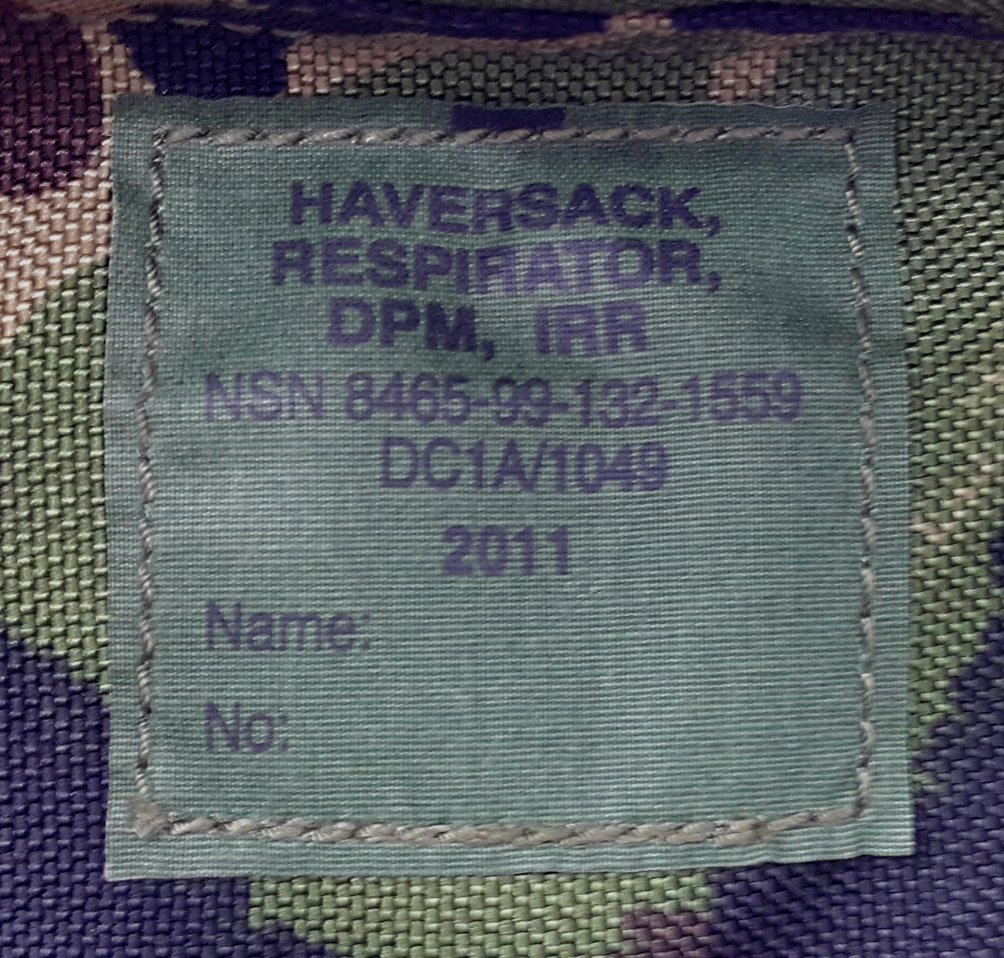 HAVERSACK,
RESPIRATOR,
DPM, IRR
NSN 8465-99-132-1559
DC1A/1049
2011
Name:
No: